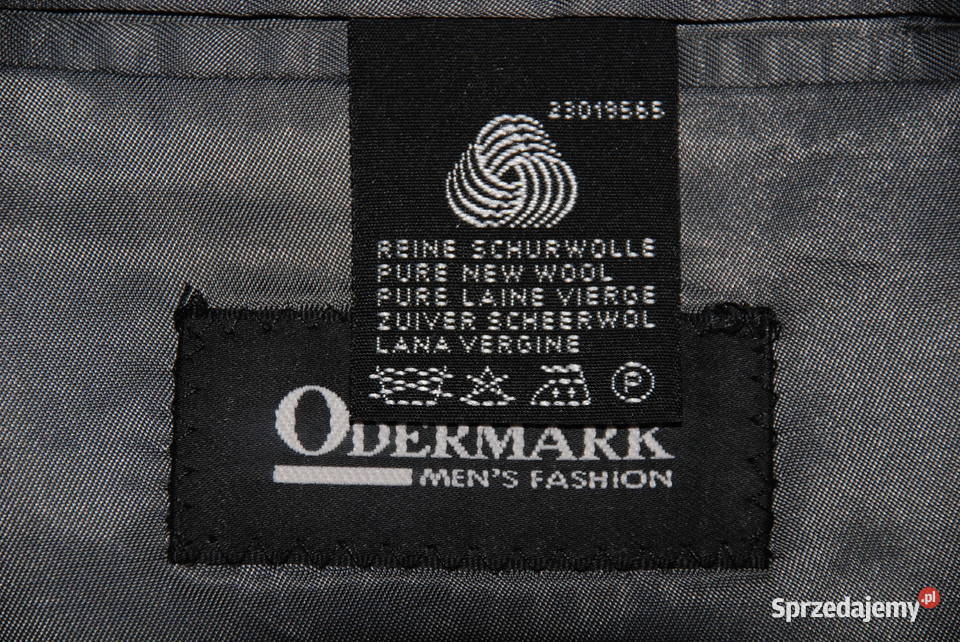 23019565
REINE SCHURWOLLE
PURE NEW WOOL
PURE LAINE VIERGE
ZUIVER SCHEERWOL
LANA VERGINE
P
ODERMARK
MEN'S FASHION
Sprzedajemy.pl